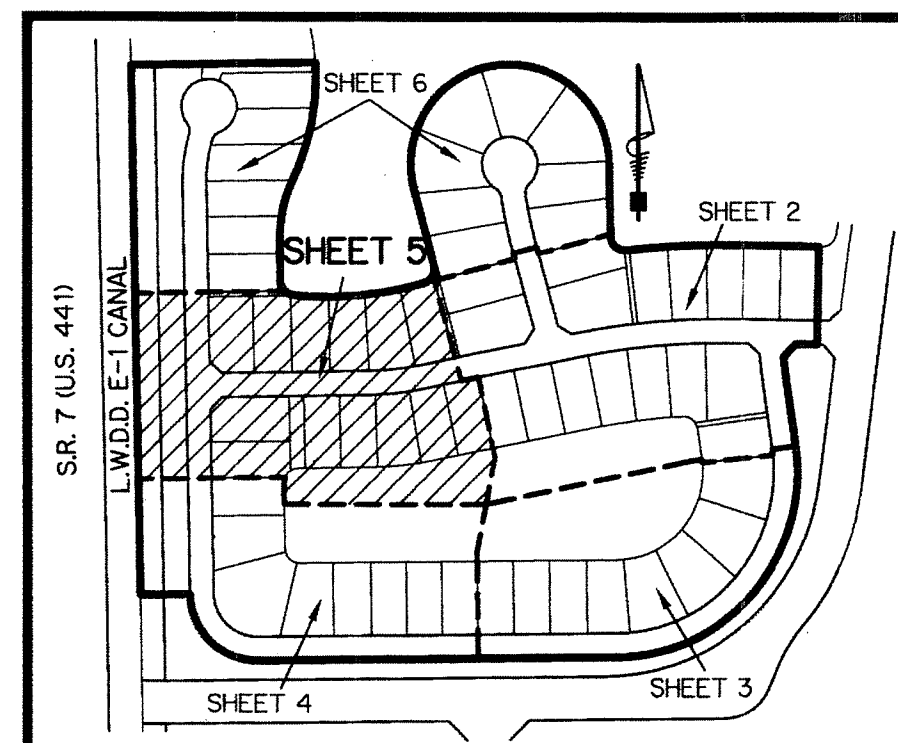 SHEET 6
SHEET 2
SHEET 5
S.R. 7 (U.S. 441)
L.W.D.D. E-1 CANAL
SHEET 4
SHEET 3